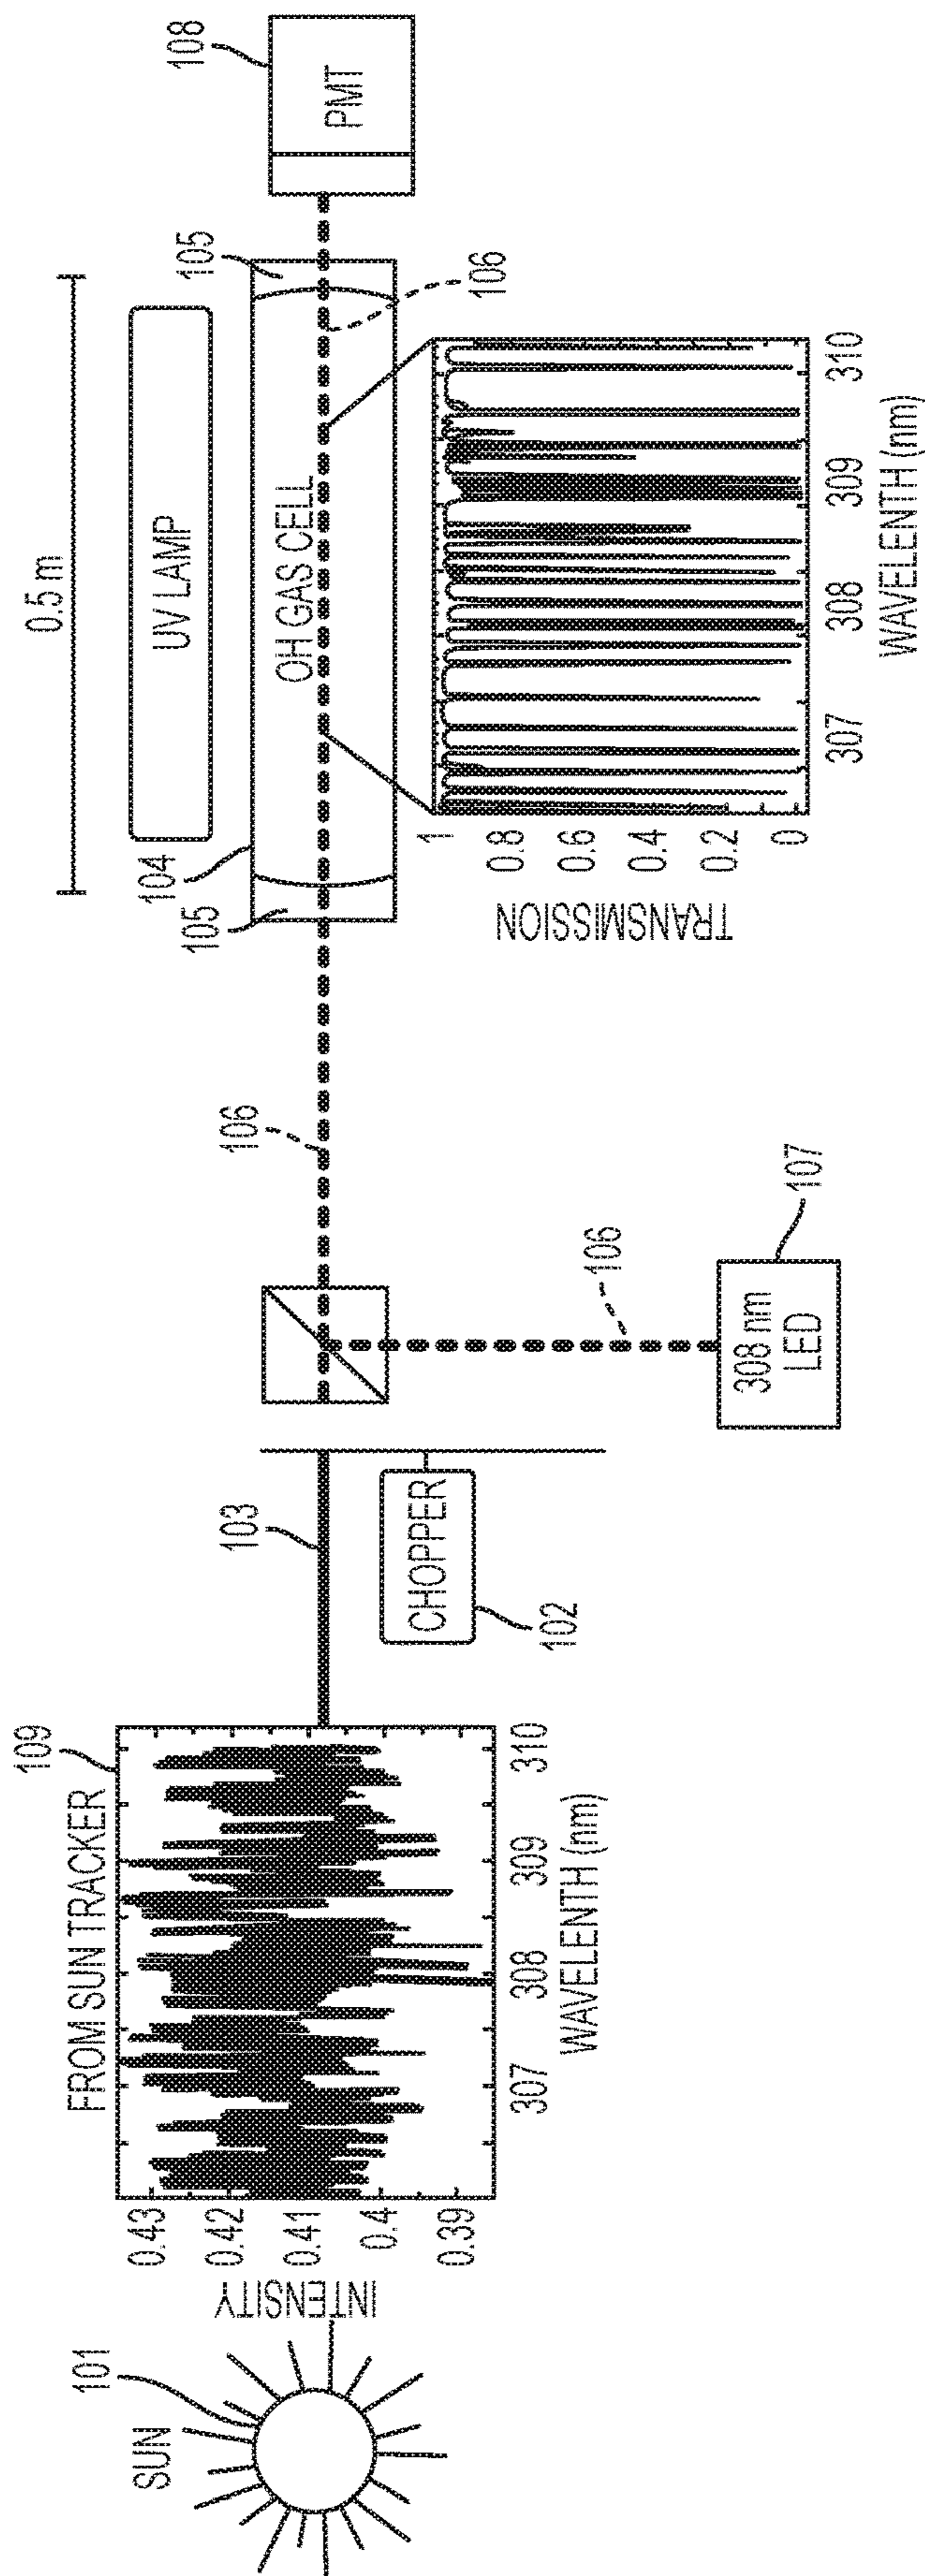 SUN
101
FROM SUN TRACKER
109
INTENSITY
0.43
0.42
0.41
0.4
0.39
307 308 309 310
WAVELENTH (nm)
103
CHOPPER
102
106
106
308 nm
LED
107
0.5 m
UV LAMP
104
105
OH GAS CELL
105
106
PMT
108
TRANSMISSION
1
0.8
0.6
0.4
0.2
0
307 308 309 310
WAVELENTH (nm)